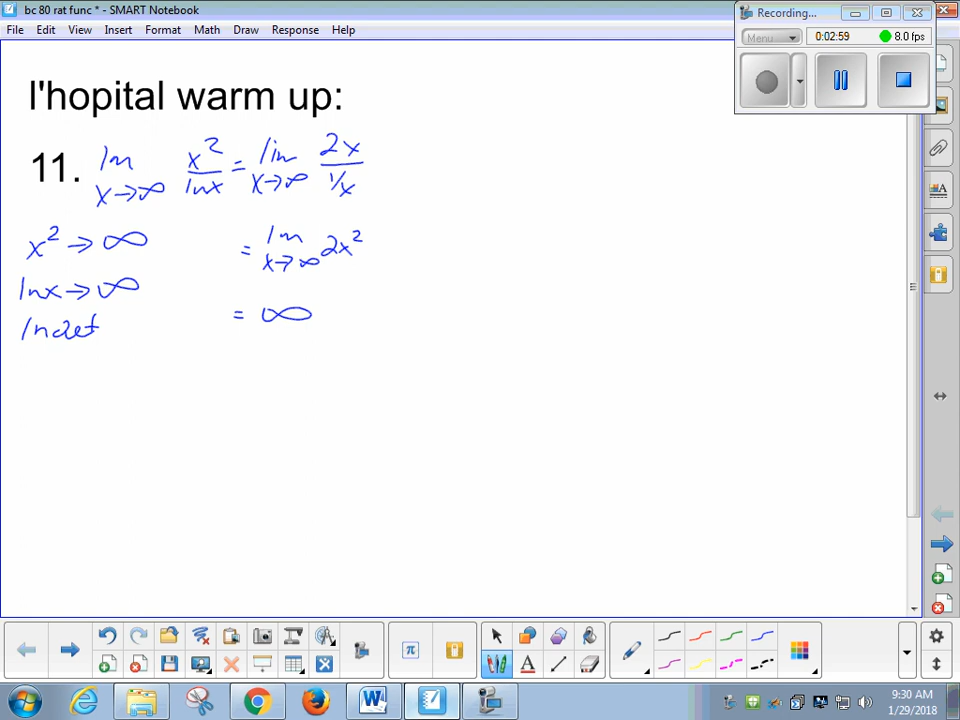 bc 80 rat func * - SMART Notebook
File Edit View Insert Format Math Draw Response Help
Recording...
Menu 0:02:59 8.0 fps
l'hopital warm up:
11. lim x→∞ x²/lnx = lim x→∞ 2x/(1/x)
x² → ∞ = lim x→∞ 2x²
lnx → ∞
= ∞
Indet
9:30 AM
1/29/2018